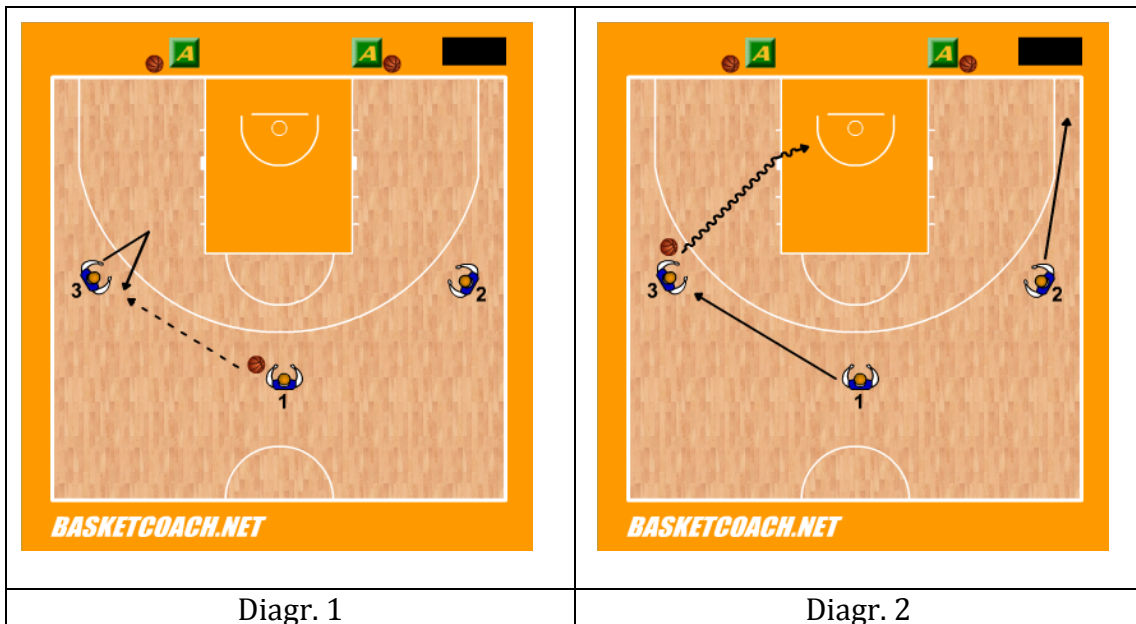 A A
3 2
1
BASKETCOACH.NET
A A
3 2
1
BASKETCOACH.NET
Diagr. 1 Diagr. 2